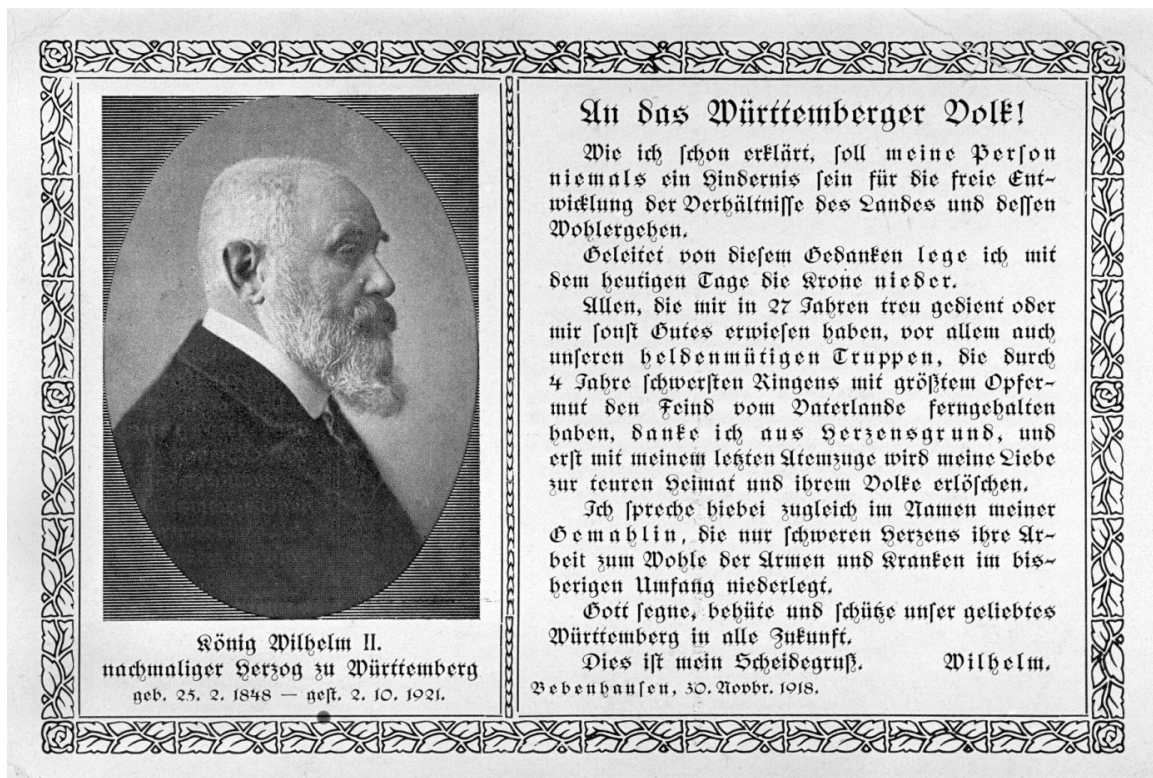 König Wilhelm II.
nachmaliger Herzog zu Württemberg
geb. 25. 2. 1848 — gest. 2. 10. 1921.
An das Württemberger Volk!
Wie ich schon erklärt, soll meine Person
niemals ein Hindernis sein für die freie Ent-
wicklung der Verhältnisse des Landes und dessen
Wohlergehen.
Geleitet von diesem Gedanken lege ich mit
dem heutigen Tage die Krone nieder.
Allen, die mir in 27 Jahren treu gedient oder
mir sonst Gutes erwiesen haben, vor allem auch
unseren heldenmütigen Truppen, die durch
4 Jahre schwersten Ringens mit größtem Opfer-
mut den Feind vom Vaterlande ferngehalten
haben, danke ich aus Herzensgrund, und
erst mit meinem letzten Atemzuge wird meine Liebe
zur teuren Heimat und ihrem Volke erlöschen.
Ich spreche hiebei zugleich im Namen meiner
Gemahlin, die nur schweren Herzens ihre Ar-
beit zum Wohle der Armen und Kranken im bis-
herigen Umfang niederlegt.
Gott segne, behüte und schütze unser geliebtes
Württemberg in alle Zukunft.
Dies ist mein Scheidegruß. Wilhelm.
Bebenhausen, 30. Novbr. 1918.